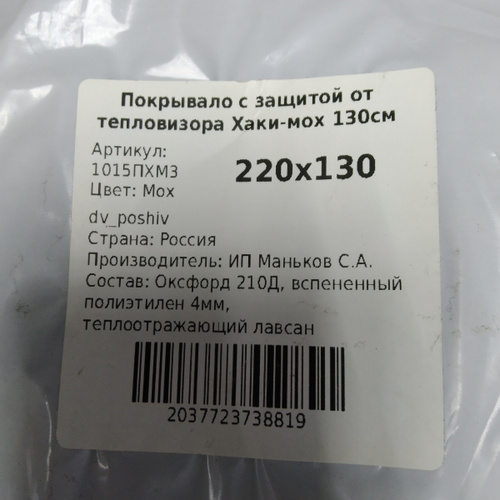 Покрывало с защитой от
тепловизора Хаки-мох 130см
Артикул:
1015ПХМ3
Цвет: Мох
220x130
dv_poshiv
Страна: Россия
Производитель: ИП Маньков С.А.
Состав: Оксфорд 210Д, вспененный
полиэтилен 4мм,
теплоотражающий лавсан
2037723738819